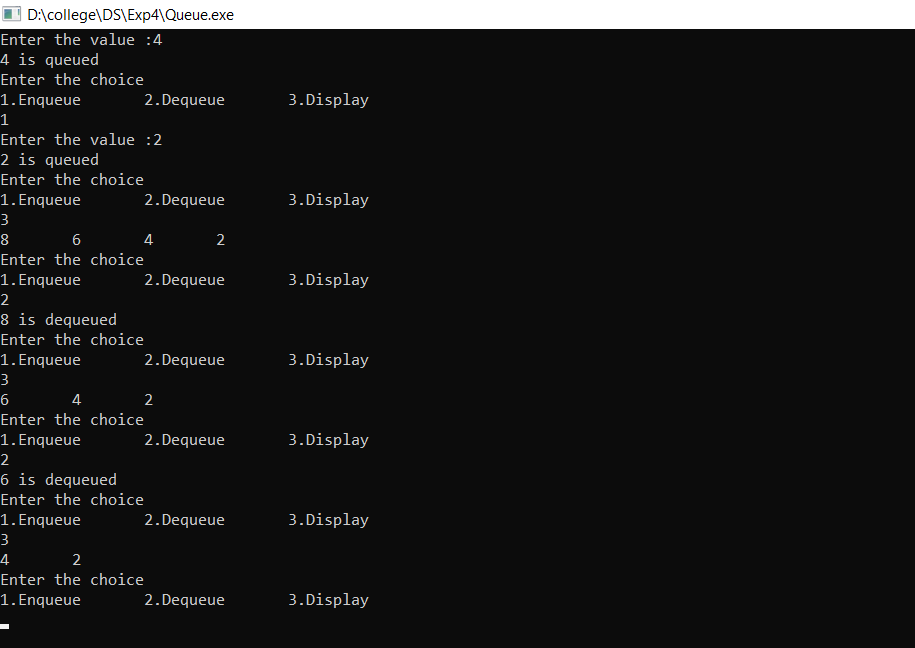 D:\college\DS\Exp4\Queue.exe
Enter the value :4
4 is queued
Enter the choice
1.Enqueue       2.Dequeue       3.Display
1
Enter the value :2
2 is queued
Enter the choice
1.Enqueue       2.Dequeue       3.Display
3
8       6       4       2
Enter the choice
1.Enqueue       2.Dequeue       3.Display
2
8 is dequeued
Enter the choice
1.Enqueue       2.Dequeue       3.Display
3
6       4       2
Enter the choice
1.Enqueue       2.Dequeue       3.Display
2
6 is dequeued
Enter the choice
1.Enqueue       2.Dequeue       3.Display
3
4       2
Enter the choice
1.Enqueue       2.Dequeue       3.Display